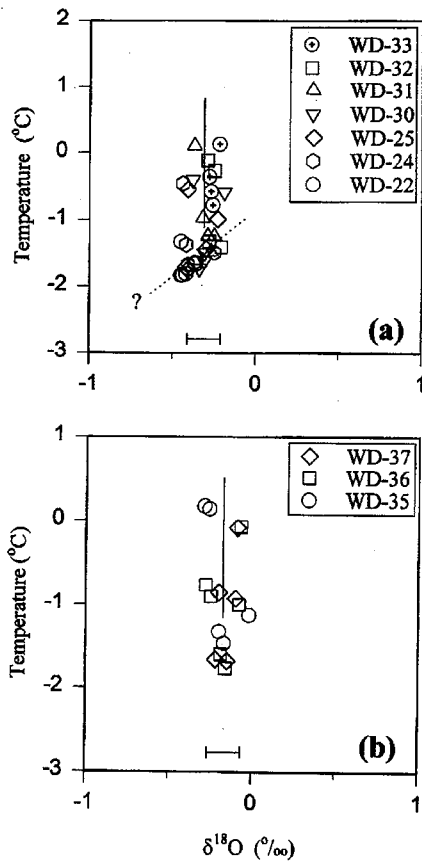 2
1
0
-1
-2
-3
Temperature (°C)
WD-33
WD-32
WD-31
WD-30
WD-25
WD-24
WD-22
?
(a)
-1
0
1
1
0
-1
-2
-3
Temperature (°C)
WD-37
WD-36
WD-35
(b)
-1
0
1
δ¹⁸O (‰)